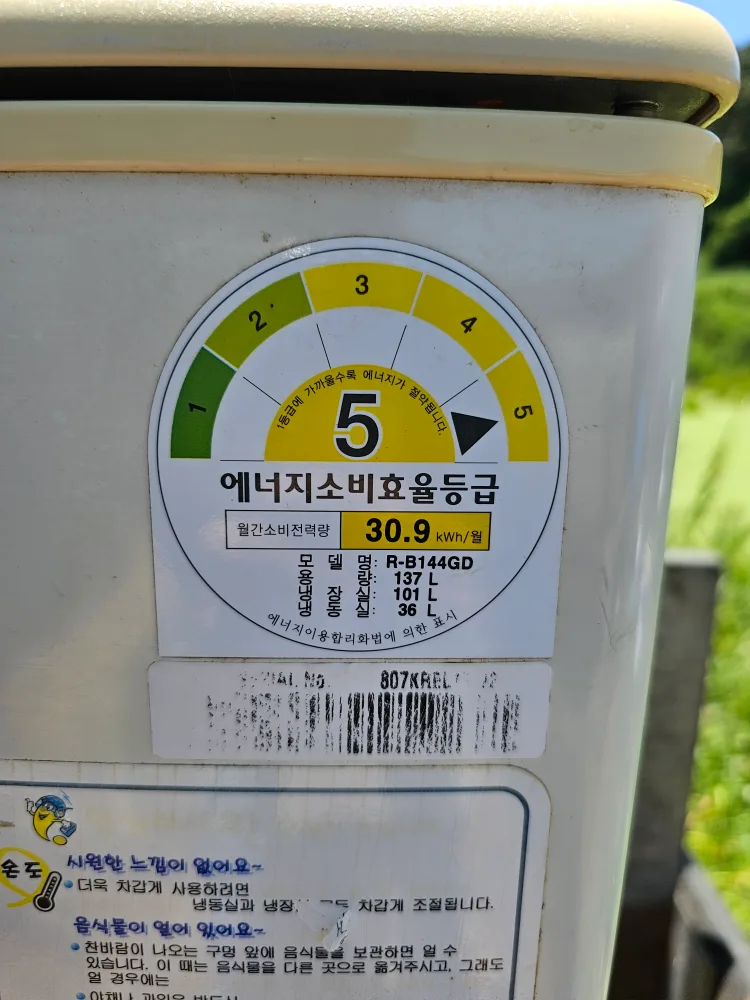 1 2 3 4 5
1등급에 가까울수록 에너지가 절약됩니다.
5
에너지소비효율등급
월간소비전력량 30.9 kWh/월
모 델 명: R-B144GD
용 량: 137 L
냉 장 실: 101 L
냉 동 실: 36 L
에너지이용합리화법에 의한 표시
No 807KREL
온도
시원한 느낌이 없어요~
더욱 차갑게 사용하려면
냉동실과 차갑게 조절됩니다.
음식물이 얼어 있어요~
찬바람이 나오는 구멍 앞에 음식물을 보관하면 얼 수
있습니다. 이 때는 음식물을 다른 곳으로 옮겨주시고, 그래도
얼 경우에는